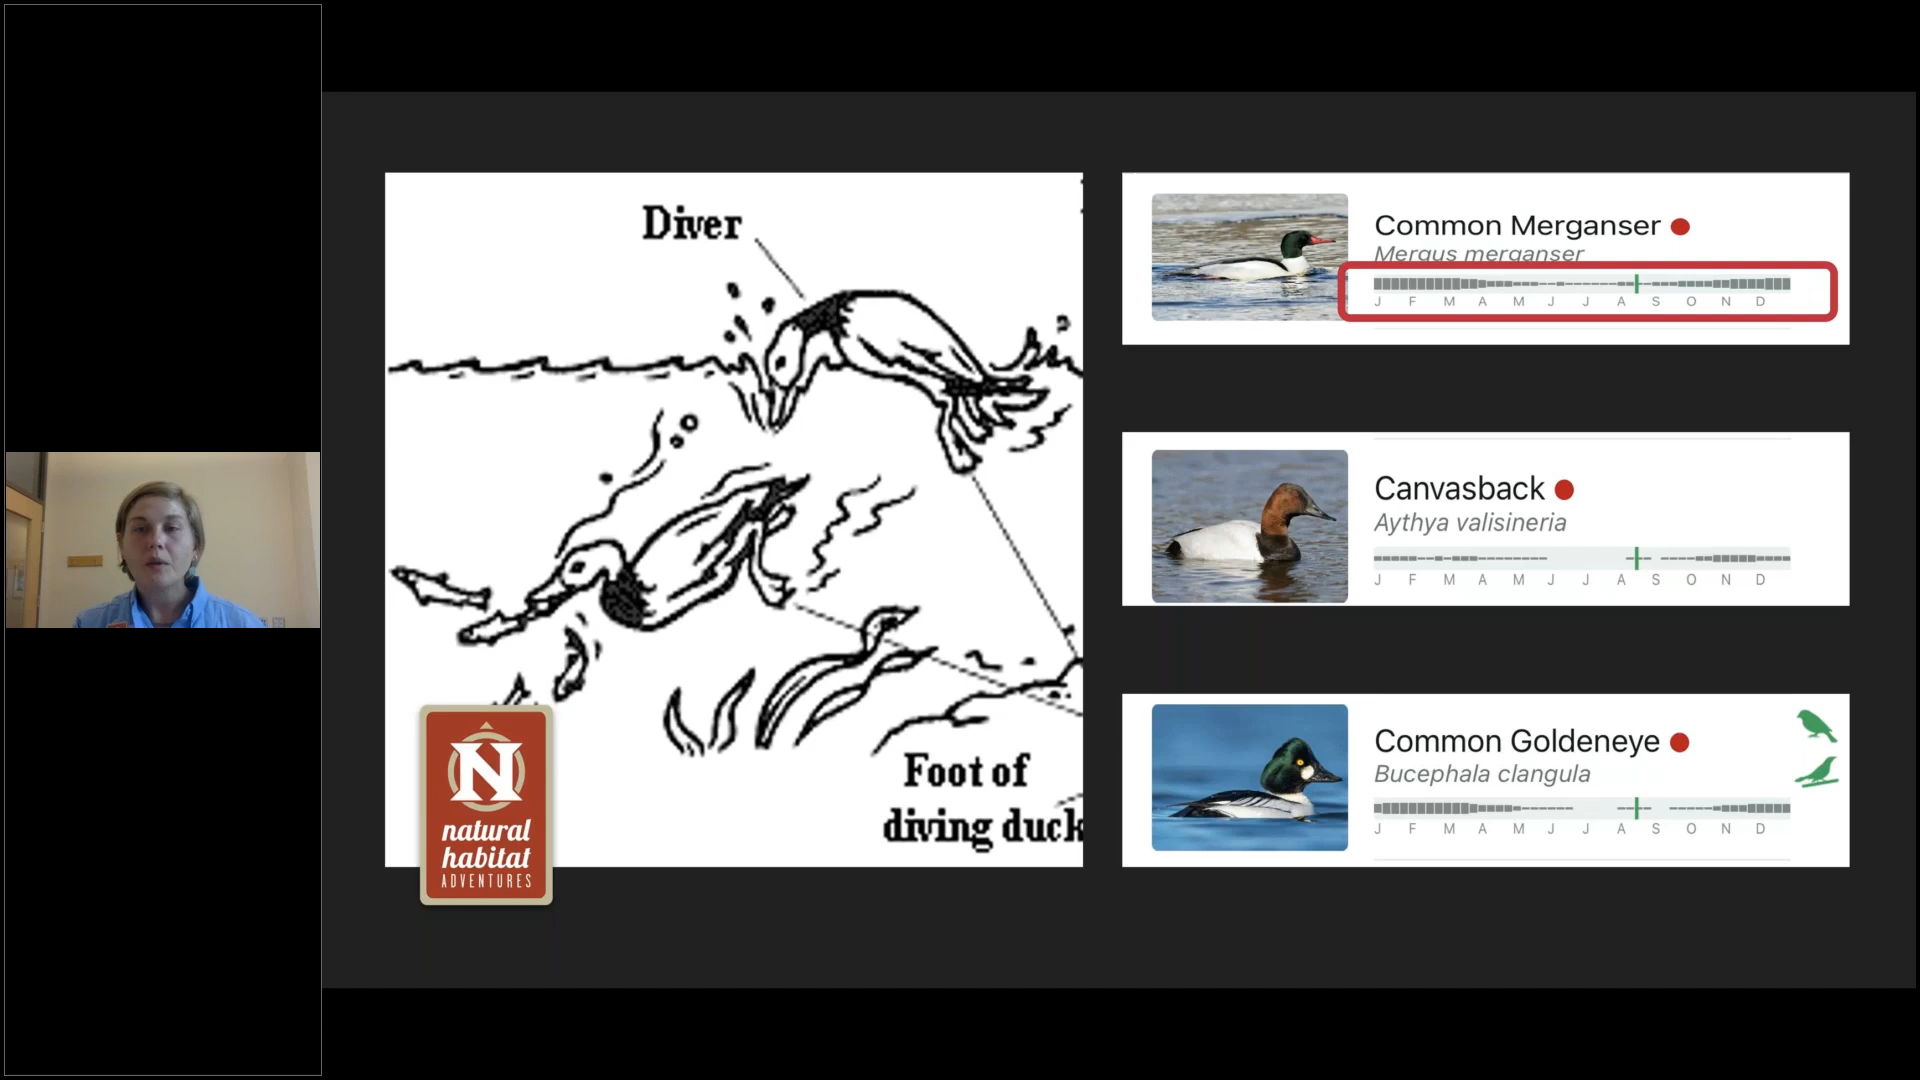 Diver
Foot of
diving duck
N
natural
habitat
ADVENTURES
Common Merganser
Mergus merganser
J F M A M J J A S O N D
Canvasback
Aythya valisineria
J F M A M J J A S O N D
Common Goldeneye
Bucephala clangula
J F M A M J J A S O N D